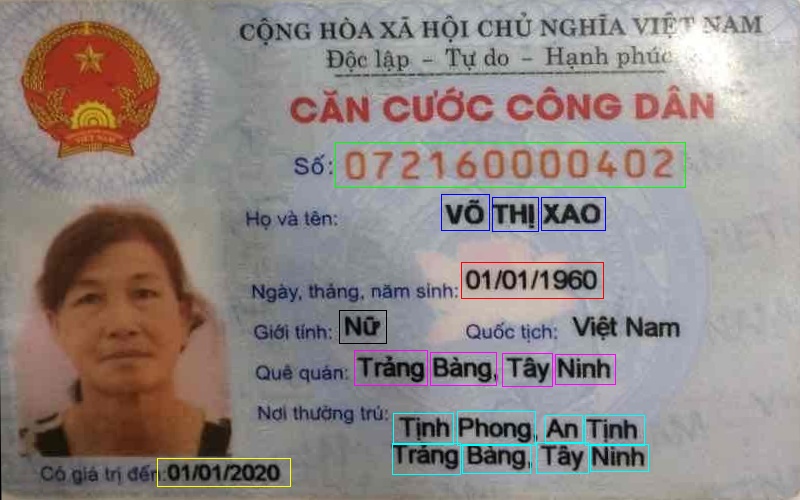 CỘNG HÒA XÃ HỘI CHỦ NGHĨA VIỆT NAM
Độc lập - Tự do - Hạnh phúc
CĂN CƯỚC CÔNG DÂN
Số: 072160000402
Họ và tên: VÕ THỊ XAO
Ngày, tháng, năm sinh: 01/01/1960
Giới tính: Nữ Quốc tịch: Việt Nam
Quê quán: Trảng Bàng, Tây Ninh
Nơi thường trú: Tịnh Phong, An Tịnh
Trảng Bàng, Tây Ninh
Có giá trị đến: 01/01/2020
VIỆT NAM